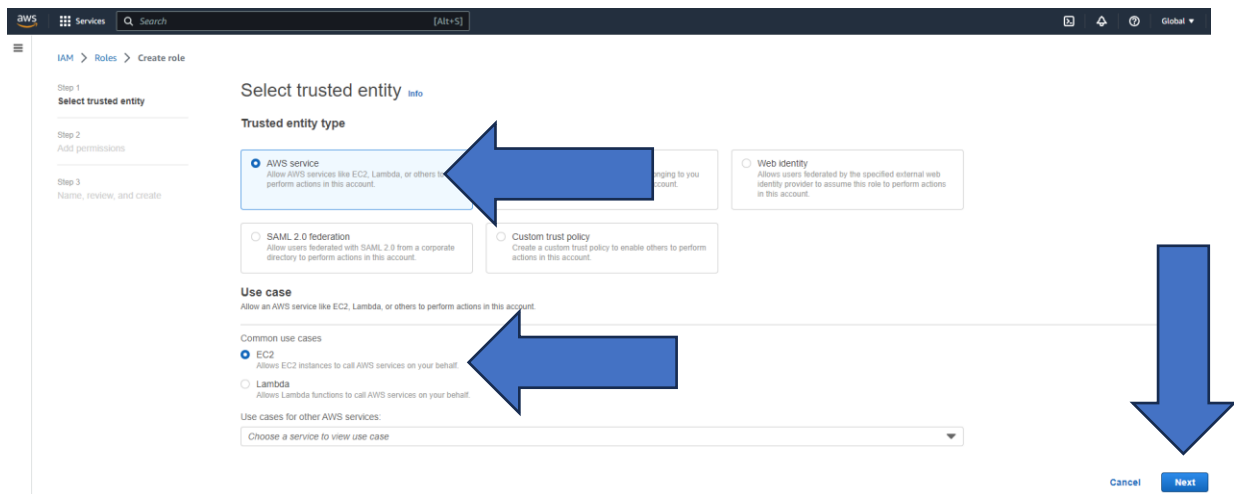 aws Services Search [Alt+S] Global
IAM > Roles > Create role
Step 1
Select trusted entity
Step 2
Add permissions
Step 3
Name, review, and create
Select trusted entity Info
Trusted entity type
AWS service
Allow AWS services like EC2, Lambda, or others to
perform actions in this account.
onging to you
ccount.
Web identity
Allows users federated by the specified external web
identity provider to assume this role to perform actions
in this account.
SAML 2.0 federation
Allow users federated with SAML 2.0 from a corporate
directory to perform actions in this account.
Custom trust policy
Create a custom trust policy to enable others to perform
actions in this account.
Use case
Allow an AWS service like EC2, Lambda, or others to perform actions in this account.
Common use cases
EC2
Allows EC2 instances to call AWS services on your behalf.
Lambda
Allows Lambda functions to call AWS services on your behalf.
Use cases for other AWS services:
Choose a service to view use case
Cancel Next